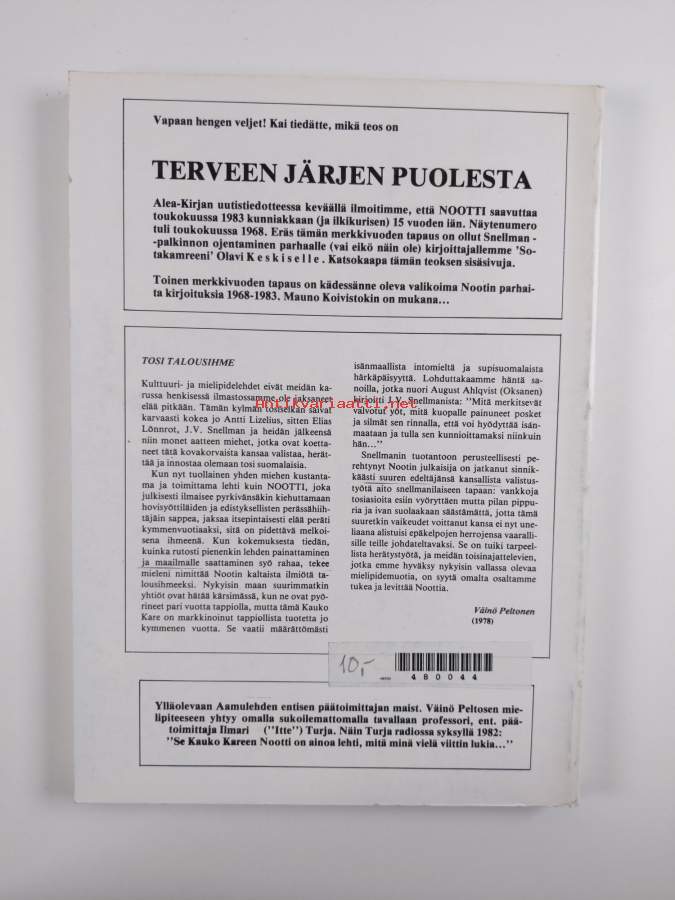 Vapaan hengen veljet! Kai tiedätte, mikä teos on
TERVEEN JÄRJEN PUOLESTA
Alea-Kirjan uutistiedotteessa keväällä ilmoitimme, että NOOTTI saavuttaa
toukokuussa 1983 kunniakkaan (ja ilkikurisen) 15 vuoden iän. Näytenumero
tuli toukokuussa 1968. Eräs tämän merkkivuoden tapaus on ollut Snellman -
-palkinnon ojentaminen parhaalle (vai eikö näin ole) kirjoittajallemme 'So-
takamreeni' Olavi Keskiselle. Katsokaapa tämän teoksen sisäsivuja.
Toinen merkkivuoden tapaus on kädessänne oleva valikoima Nootin parhai-
ta kirjoituksia 1968-1983. Mauno Koivistokin on mukana...
TOSI TALOUSIHME
Kulttuuri- ja mielipidelehdet eivät meidän ka-
russa henkisessä ilmastossamme ole jaksaneet
elää pitkään. Tämän kylmän tosiseikan saivat
karvaasti kokea jo Antti Lizelius, sitten Elias
Lönnrot, J.V. Snellman ja heidän jälkeensä
niin monet aatteen miehet, jotka ovat koetta-
neet tätä kovakorvaista kansaa valistaa, herät-
tää ja innostaa olemaan tosi suomalaisia.
Kun nyt tuollainen yhden miehen kustanta-
ma ja toimittama lehti kuin NOOTTI, joka
julkisesti ilmaisee pyrkivänsäkin kiehuttamaan
hovisyöttiläiden ja edistyksellisten perässähiih-
täjäin sappea, jaksaa itsepintaisesti elää peräti
kymmenvuotiaaksi, sitä on pidettävä melkoi-
sena ihmeenä. Kun kokemuksesta tiedän,
kuinka rutosti pienenkin lehden painattaminen
ja maailmalle saattaminen syö rahaa, tekee
mieleni nimittää Nootin kaltaista ilmiötä ta-
lousihmeeksi. Nykyisin maan suurimmatkin
yhtiöt ovat hätää kärsimässä, kun ne ovat pyö-
rineet pari vuotta tappiolla, mutta tämä Kauko
Kare on markkinoinut tappiollista tuotetta jo
kymmenen vuotta. Se vaatii määrättömästi
isänmaallista intomieltä ja supisuomalaista
härkäpäisyyttä. Lohduttakaamme häntä sa-
noilla, jotka nuori August Ahlqvist (Oksanen)
kirjoitti J.V. Snellmanista: "Mitä merkitsevät
valvotut yöt, mitä kuopalle painuneet posket
ja silmät sen rinnalla, että voi hyödyttää isän-
maataan ja tulla sen kunnioittamaksi niinkuin
hän..."
Snellmanin tuotantoon perusteellisesti pe-
rehtynyt Nootin julkaisija on jatkanut sinnik-
käästi suuren edeltäjänsä kansallista valistus-
työtä aito snellmanilaiseen tapaan: vankkoja
tosiasioita esiin vyöryttäen mutta pilan pippu-
ria ja ivan suolaakaan säästämättä, jotta tämä
suuretkin vaikeudet voittanut kansa ei nyt une-
liaana alistuisi epäkelpojen herrojensa vaaralli-
sille teille johdateltavaksi. Se on tuiki tarpeel-
lista herätystyötä, ja meidän toisinajattelevien,
jotka emme hyväksy nykyisin vallassa olevaa
mielipidemuotia, on syytä omalta osaltamme
tukea ja levittää Noottia.
Väinö Peltonen
(1978)
antikvariaatti.net
10,-
480044
Ylläolevaan Aamulehden entisen päätoimittajan maist. Väinö Peltosen mie-
lipiteeseen yhtyy omalla sukoilemattomalla tavallaan professori, ent. pää-
toimittaja Ilmari ("Itte") Turja. Näin Turja radiossa syksyllä 1982:
"Se Kauko Kareen Nootti on ainoa lehti, mitä minä vielä viittin lukia..."